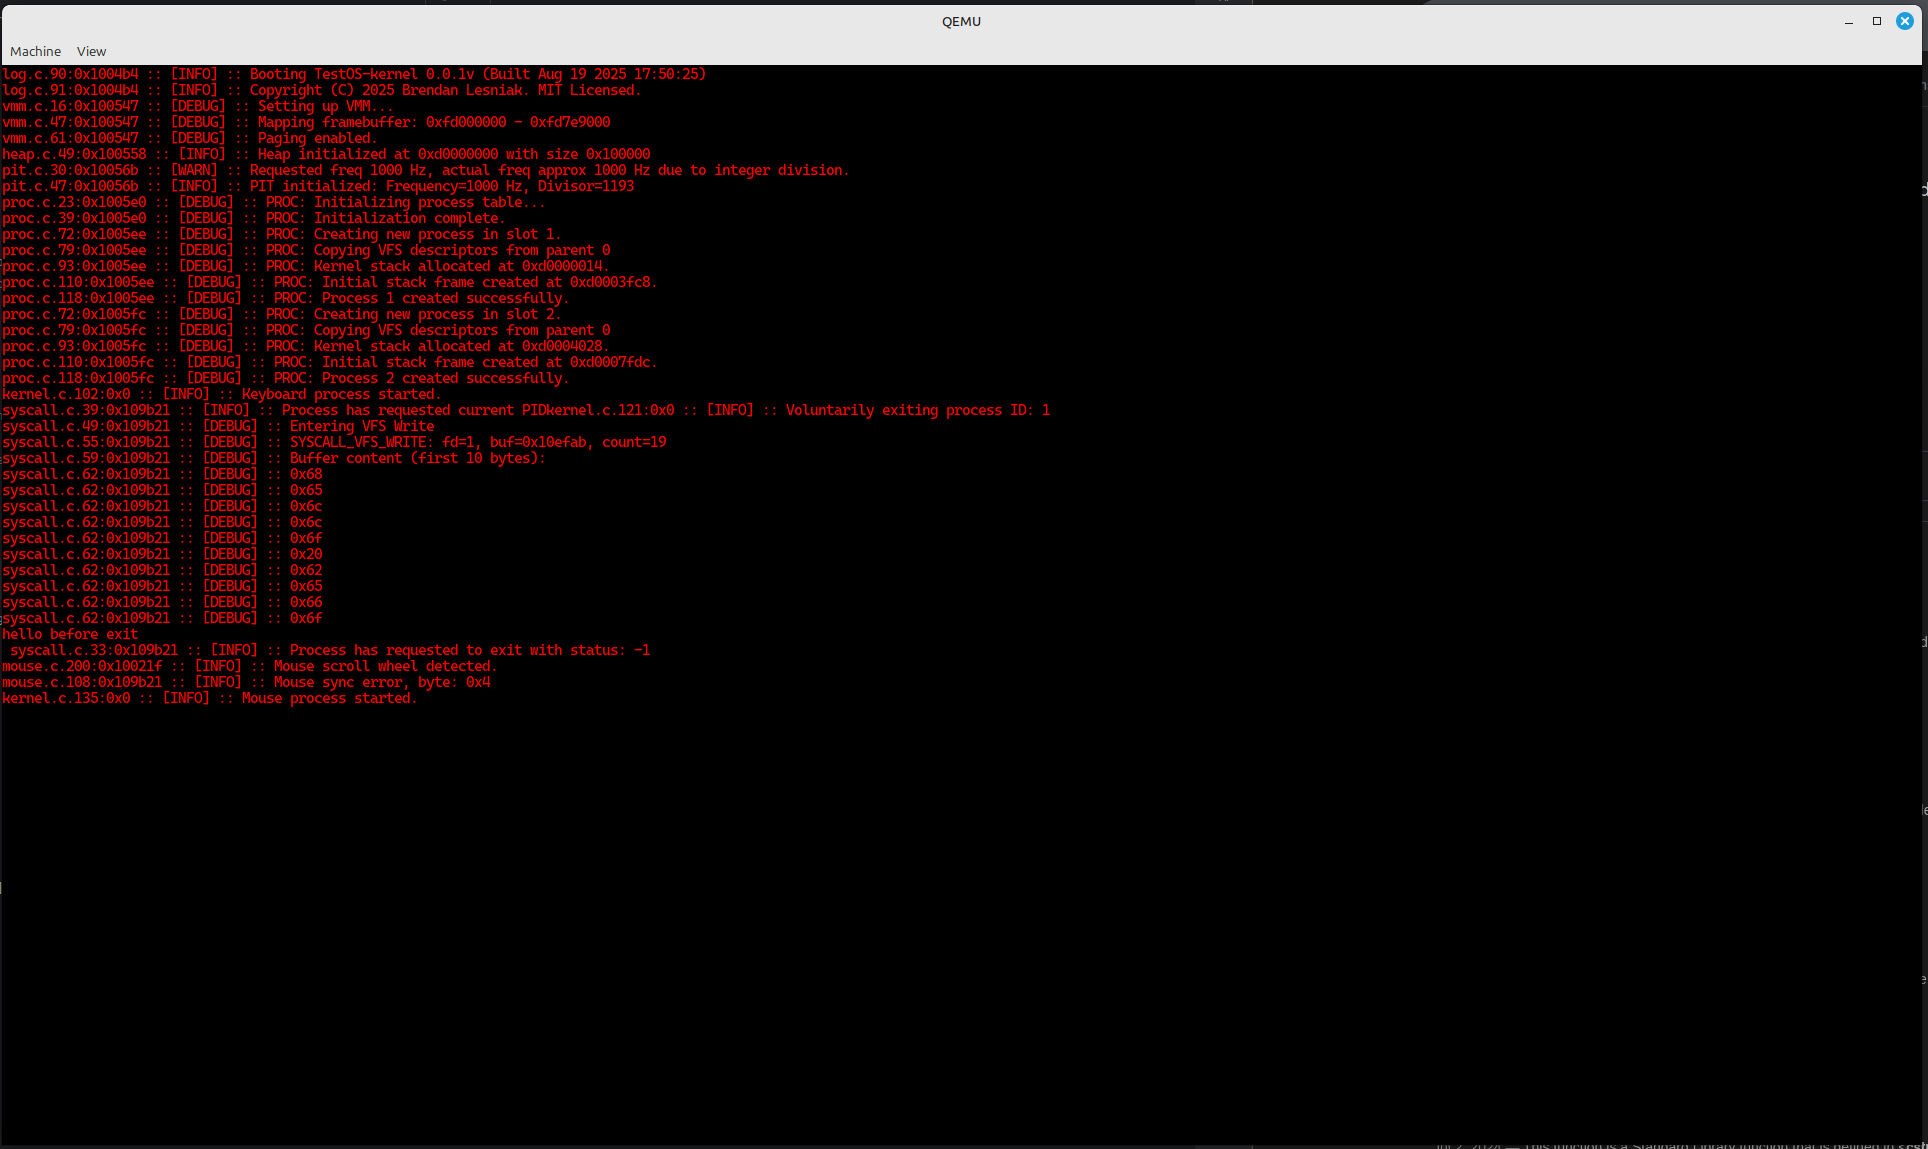 QEMU
Machine View
log.c.90:0x1004b4 :: [INFO] :: Booting TestOS-kernel 0.0.1v (Built Aug 19 2025 17:50:25)
log.c.91:0x1004b4 :: [INFO] :: Copyright (C) 2025 Brendan Lesniak. MIT Licensed.
vmm.c.16:0x100547 :: [DEBUG] :: Setting up VMM...
vmm.c.47:0x100547 :: [DEBUG] :: Mapping framebuffer: 0xfd000000 - 0xfd7e9000
vmm.c.61:0x100547 :: [DEBUG] :: Paging enabled.
heap.c.49:0x100558 :: [INFO] :: Heap initialized at 0xd0000000 with size 0x100000
pit.c.30:0x10056b :: [WARN] :: Requested freq 1000 Hz, actual freq approx 1000 Hz due to integer division.
pit.c.47:0x10056b :: [INFO] :: PIT initialized: Frequency=1000 Hz, Divisor=1193
proc.c.23:0x1005e0 :: [DEBUG] :: PROC: Initializing process table...
proc.c.39:0x1005e0 :: [DEBUG] :: PROC: Initialization complete.
proc.c.72:0x1005ee :: [DEBUG] :: PROC: Creating new process in slot 1.
proc.c.79:0x1005ee :: [DEBUG] :: PROC: Copying VFS descriptors from parent 0
proc.c.93:0x1005ee :: [DEBUG] :: PROC: Kernel stack allocated at 0xd0000014.
proc.c.110:0x1005ee :: [DEBUG] :: PROC: Initial stack frame created at 0xd0003fc8.
proc.c.118:0x1005ee :: [DEBUG] :: PROC: Process 1 created successfully.
proc.c.72:0x1005fc :: [DEBUG] :: PROC: Creating new process in slot 2.
proc.c.79:0x1005fc :: [DEBUG] :: PROC: Copying VFS descriptors from parent 0
proc.c.93:0x1005fc :: [DEBUG] :: PROC: Kernel stack allocated at 0xd0004028.
proc.c.110:0x1005fc :: [DEBUG] :: PROC: Initial stack frame created at 0xd0007fdc.
proc.c.118:0x1005fc :: [DEBUG] :: PROC: Process 2 created successfully.
kernel.c.102:0x0 :: [INFO] :: Keyboard process started.
syscall.c.39:0x109b21 :: [INFO] :: Process has requested current PIDkernel.c.121:0x0 :: [INFO] :: Voluntarily exiting process ID: 1
syscall.c.49:0x109b21 :: [DEBUG] :: Entering VFS Write
syscall.c.55:0x109b21 :: [DEBUG] :: SYSCALL_VFS_WRITE: fd=1, buf=0x10efab, count=19
syscall.c.59:0x109b21 :: [DEBUG] :: Buffer content (first 10 bytes):
syscall.c.62:0x109b21 :: [DEBUG] :: 0x68
syscall.c.62:0x109b21 :: [DEBUG] :: 0x65
syscall.c.62:0x109b21 :: [DEBUG] :: 0x6c
syscall.c.62:0x109b21 :: [DEBUG] :: 0x6c
syscall.c.62:0x109b21 :: [DEBUG] :: 0x6f
syscall.c.62:0x109b21 :: [DEBUG] :: 0x20
syscall.c.62:0x109b21 :: [DEBUG] :: 0x62
syscall.c.62:0x109b21 :: [DEBUG] :: 0x65
syscall.c.62:0x109b21 :: [DEBUG] :: 0x66
syscall.c.62:0x109b21 :: [DEBUG] :: 0x6f
hello before exit
syscall.c.33:0x109b21 :: [INFO] :: Process has requested to exit with status: -1
mouse.c.200:0x10021f :: [INFO] :: Mouse scroll wheel detected.
mouse.c.108:0x109b21 :: [INFO] :: Mouse sync error, byte: 0x4
kernel.c.135:0x0 :: [INFO] :: Mouse process started.